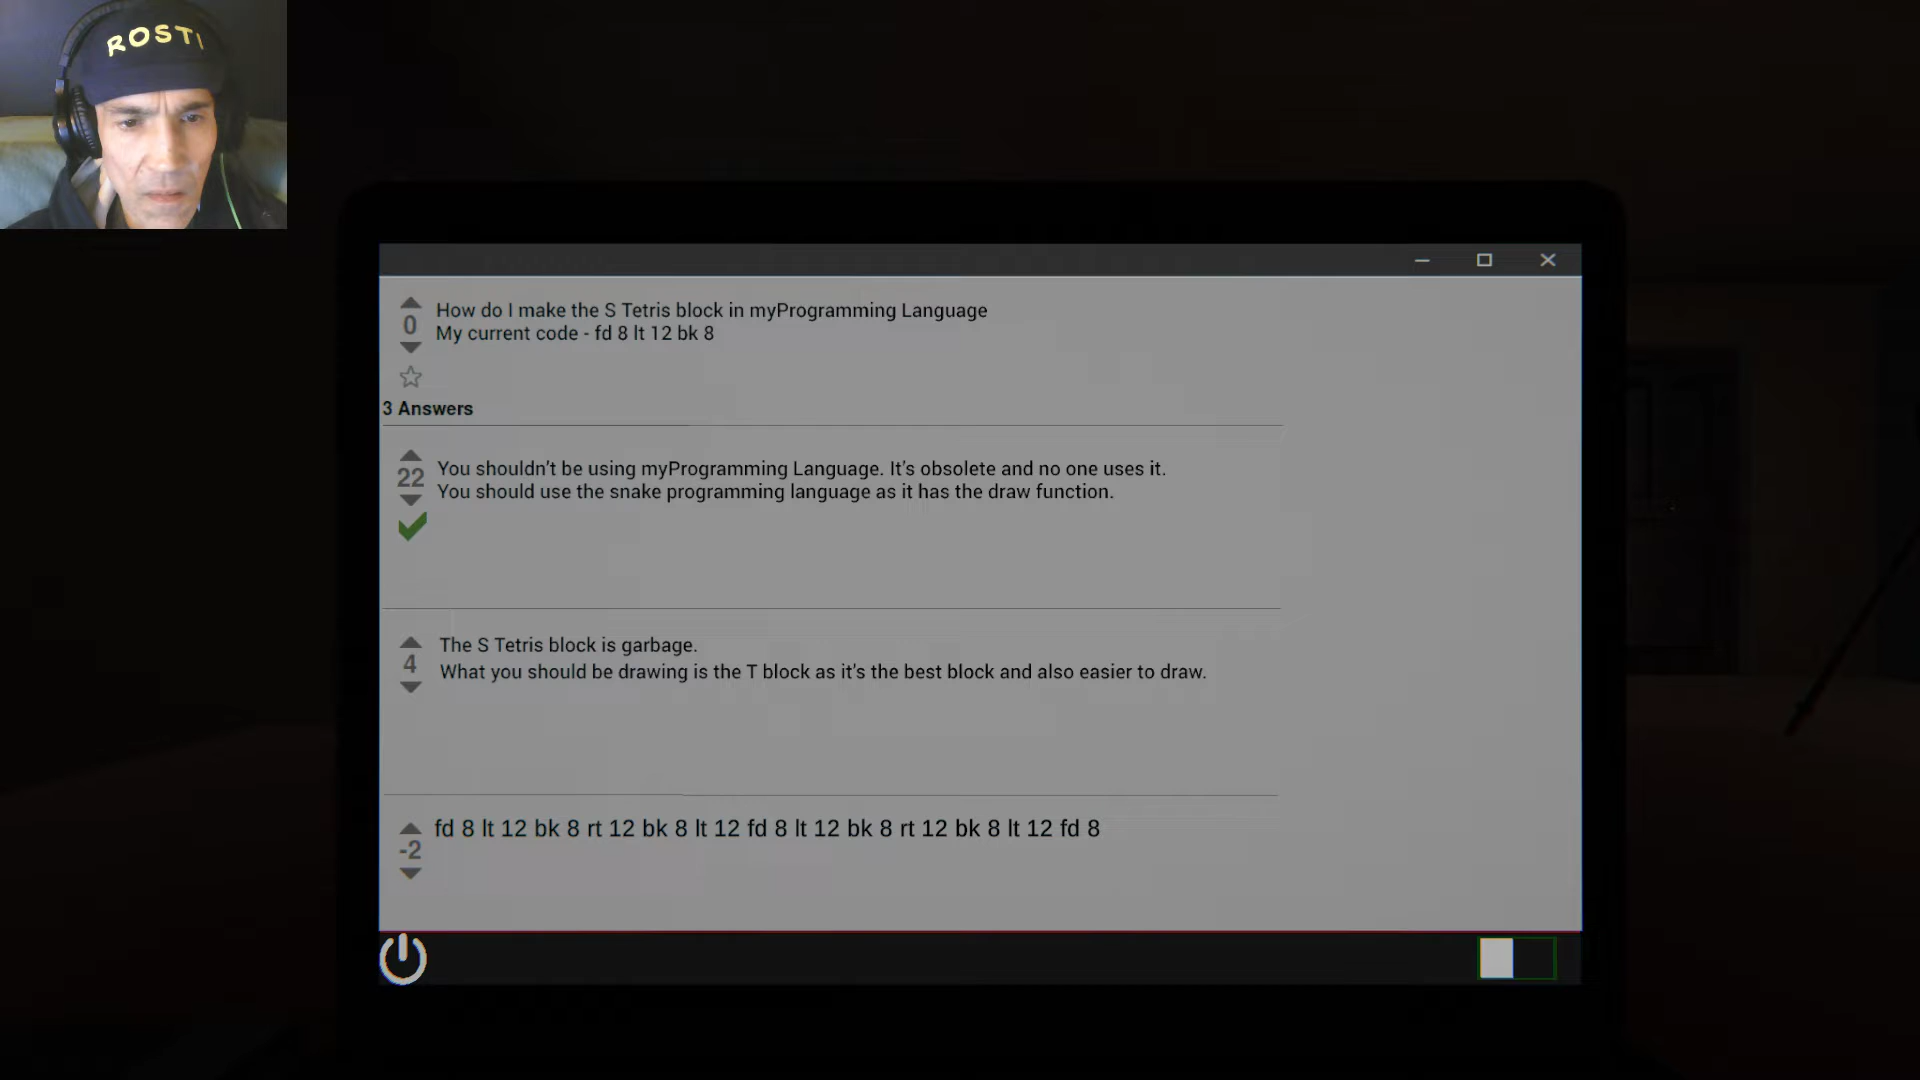 ROSTI
How do I make the S Tetris block in myProgramming Language
0
My current code - fd 8 lt 12 bk 8
3 Answers
You shouldn't be using myProgramming Language. It's obsolete and no one uses it.
22
You should use the snake programming language as it has the draw function.
The S Tetris block is garbage.
4
What you should be drawing is the T block as it's the best block and also easier to draw.
fd 8 lt 12 bk 8 rt 12 bk 8 lt 12 fd 8 lt 12 bk 8 rt 12 bk 8 lt 12 fd 8
-2